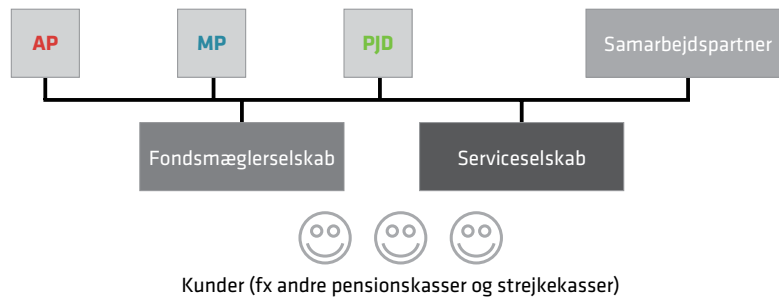 AP
MP
PJD
Samarbejdspartner
Fondsmæglerselskab
Serviceselskab
Kunder (fx andre pensionskasser og strejkekasser)